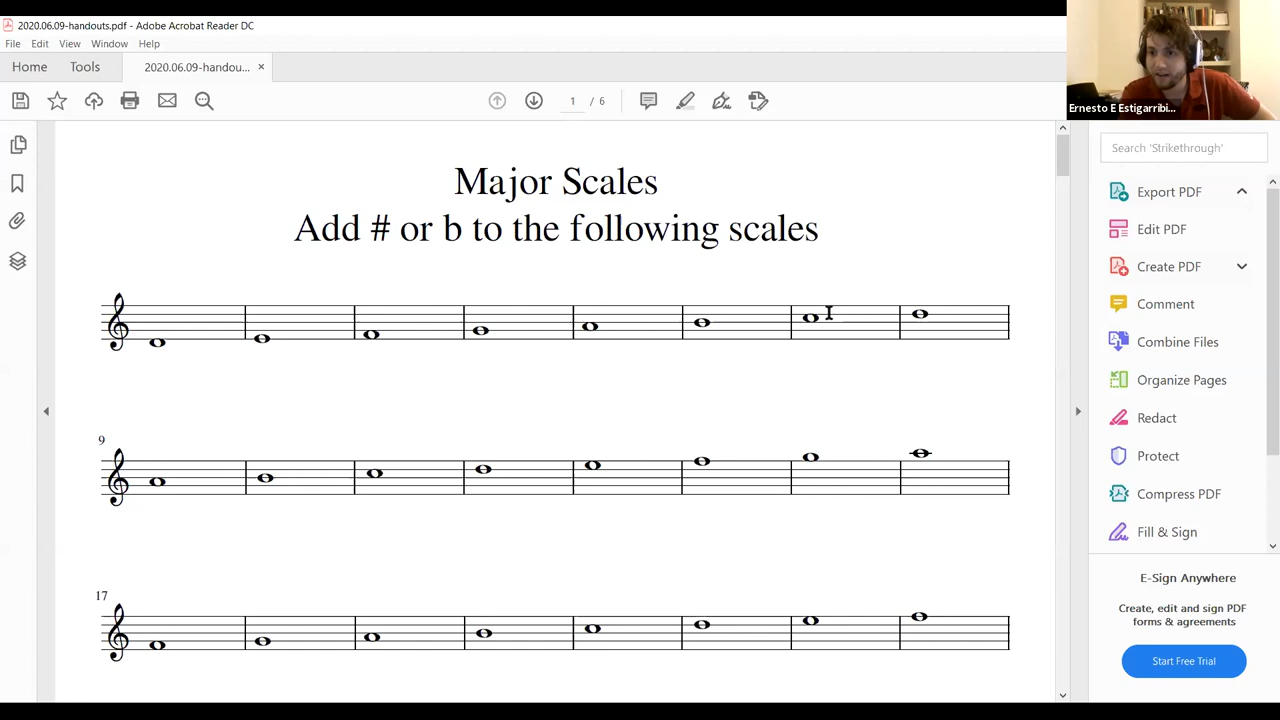 2020.06.09-handouts.pdf - Adobe Acrobat Reader DC
File Edit View Window Help
Home Tools 2020.06.09-handou... ×
1 / 6
Ernesto E Estigarribi...
Search 'Strikethrough'
Export PDF
Edit PDF
Create PDF
Comment
Combine Files
Organize Pages
Redact
Protect
Compress PDF
Fill & Sign
E-Sign Anywhere
Create, edit and sign PDF
forms & agreements
Start Free Trial
Major Scales
Add # or b to the following scales
9
17